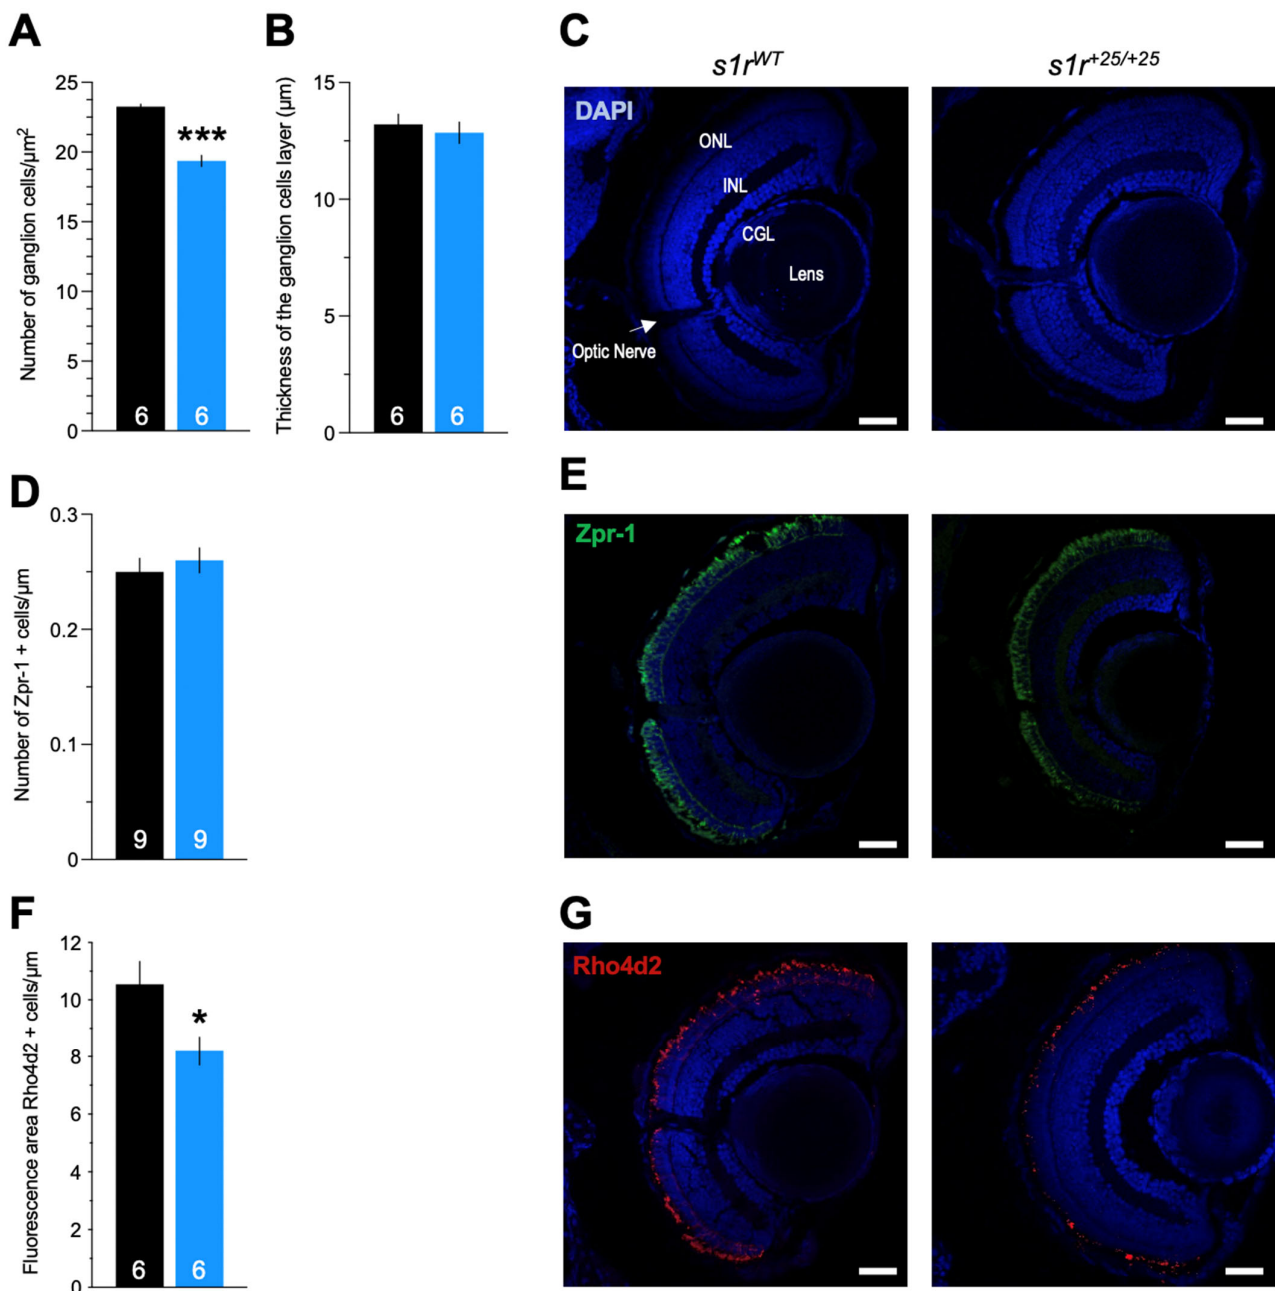 A
Number of ganglion cells/µm²
25
20
15
10
5
0
***
6
6
B
Thickness of the ganglion cells layer (µm)
15
10
5
0
6
6
C
s1rᵂᵀ
s1r⁺²⁵/⁺²⁵
DAPI
ONL
INL
CGL
Lens
Optic Nerve
D
Number of Zpr-1 + cells/µm
0.3
0.2
0.1
0
9
9
E
Zpr-1
F
Fluorescence area Rho4d2 + cells/µm
12
10
8
6
4
2
0
*
6
6
G
Rho4d2